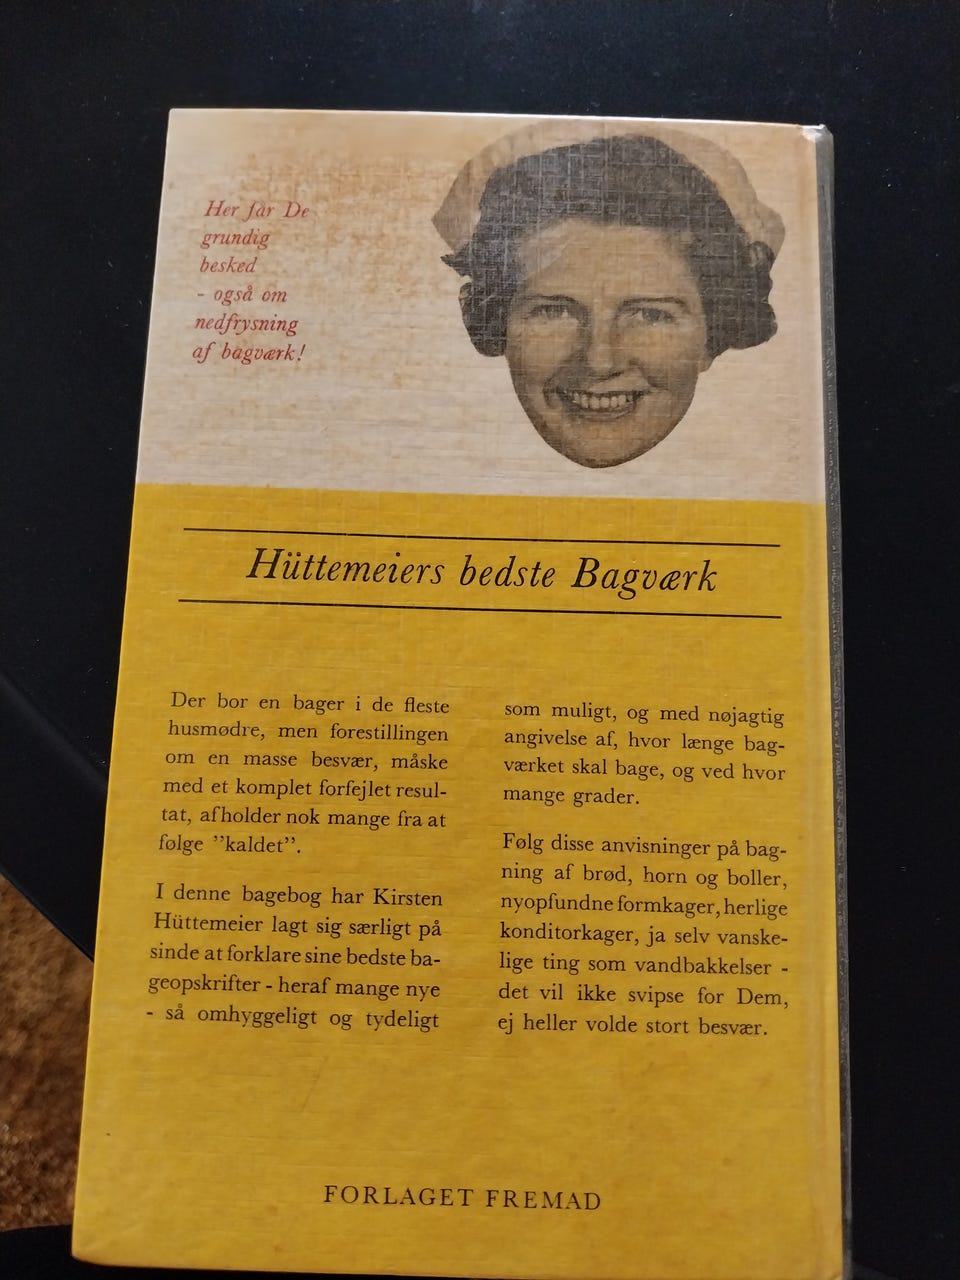 Her får De
grundig
besked
- også om
nedfrysning
af bagværk!
Hüttemeiers bedste Bagværk
Der bor en bager i de fleste
husmødre, men forestillingen
om en masse besvær, måske
med et komplet forfejlet resul-
tat, afholder nok mange fra at
følge ”kaldet”.
I denne bagebog har Kirsten
Hüttemeier lagt sig særligt på
sinde at forklare sine bedste ba-
geopskrifter - heraf mange nye
- så omhyggeligt og tydeligt
som muligt, og med nøjagtig
angivelse af, hvor længe bag-
værket skal bage, og ved hvor
mange grader.
Følg disse anvisninger på bag-
ning af brød, horn og boller,
nyopfundne formkager, herlige
konditorkager, ja selv vanske-
lige ting som vandbakkelser -
det vil ikke svipse for Dem,
ej heller volde stort besvær.
FORLAGET FREMAD